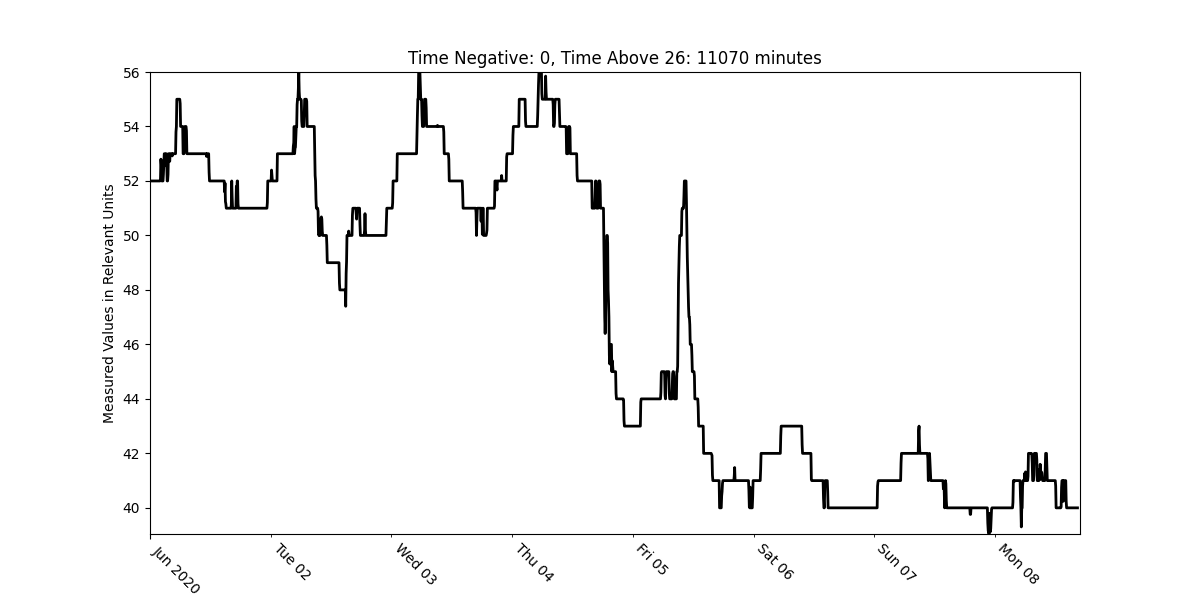 Time Negative: 0, Time Above 26: 11070 minutes
56
54
52
50
48
46
44
42
40
Measured Values in Relevant Units
Jun 2020
Tue 02
Wed 03
Thu 04
Fri 05
Sat 06
Sun 07
Mon 08